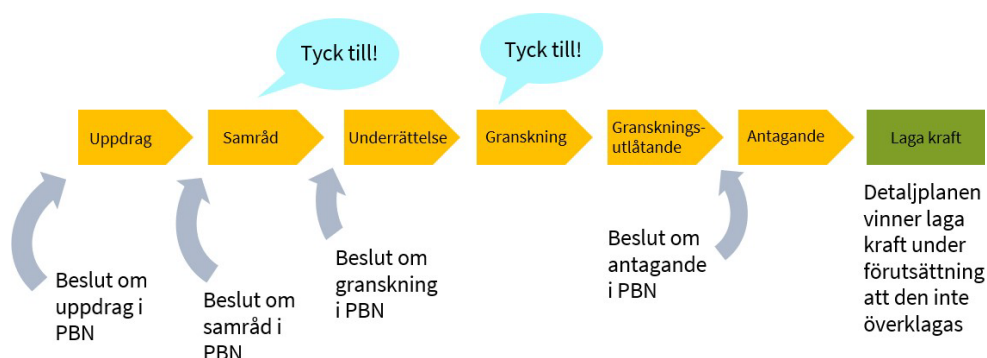 Tyck till!
Tyck till!
Uppdrag
Samråd
Underrättelse
Granskning
Gransknings-
utlåtande
Antagande
Laga kraft
Beslut om
uppdrag i
PBN
Beslut om
samråd i
PBN
Beslut om
granskning
i PBN
Beslut om
antagande
i PBN
Detaljplanen
vinner laga
kraft under
förutsättning
att den inte
överklagas